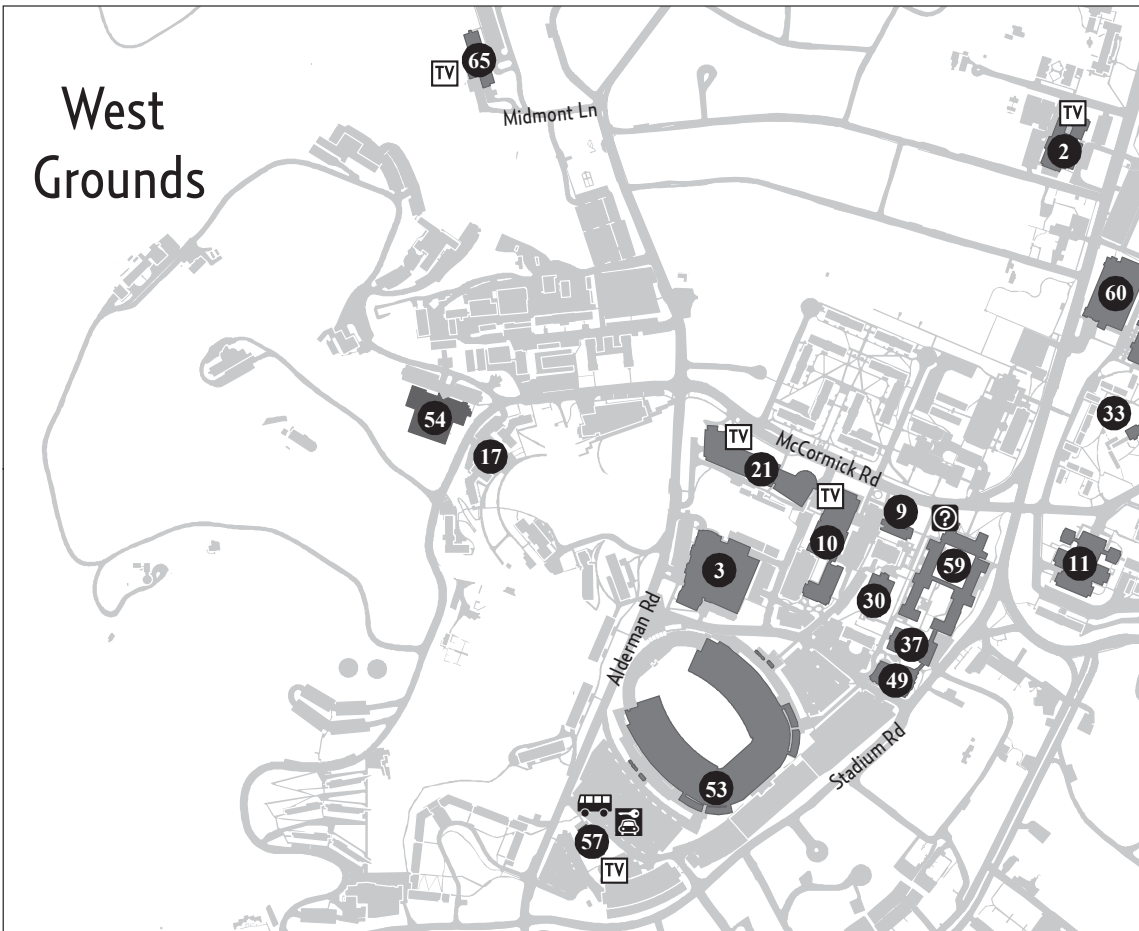 West
Grounds
65
TV
Midmont Ln
TV
2
60
33
54
17
TV
21
McCormick Rd
TV
10
9
?
59
11
3
30
37
49
Alderman Rd
Stadium Rd
53
57
TV